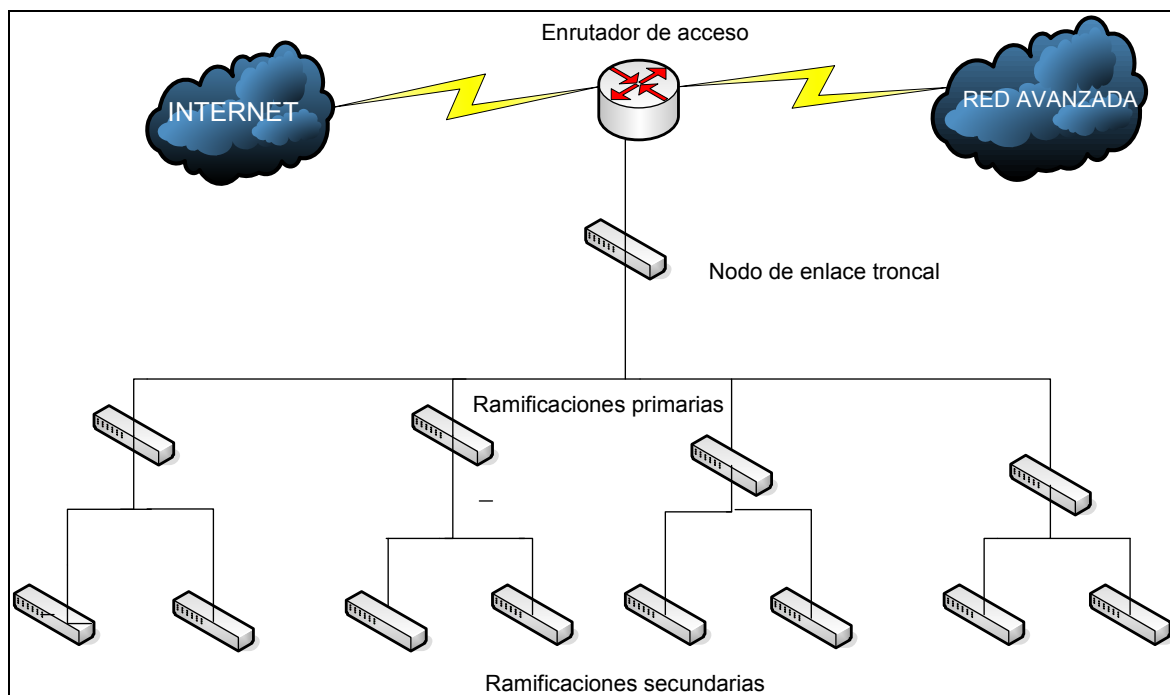 Enrutador de acceso
INTERNET
RED AVANZADA
Nodo de enlace troncal
Ramificaciones primarias
Ramificaciones secundarias